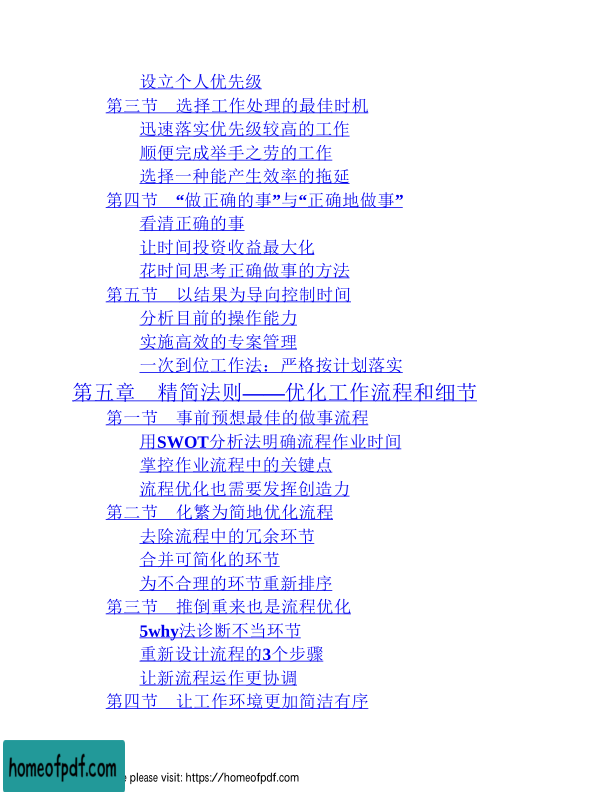 设立个人优先级
第三节　选择工作处理的最佳时机
迅速落实优先级较高的工作
顺便完成举手之劳的工作
选择一种能产生效率的拖延
第四节　“做正确的事”与“正确地做事”
看清正确的事
让时间投资收益最大化
花时间思考正确做事的方法
第五节　以结果为导向控制时间
分析目前的操作能力
实施高效的专案管理
一次到位工作法：严格按计划落实
第五章　精简法则——优化工作流程和细节
第一节　事前预想最佳的做事流程
用SWOT分析法明确流程作业时间
掌控作业流程中的关键点
流程优化也需要发挥创造力
第二节　化繁为简地优化流程
去除流程中的冗余环节
合并可简化的环节
为不合理的环节重新排序
第三节　推倒重来也是流程优化
5why法诊断不当环节
重新设计流程的3个步骤
让新流程运作更协调
第四节　让工作环境更加简洁有序
homeofpdf.com
please visit: https://homeofpdf.com